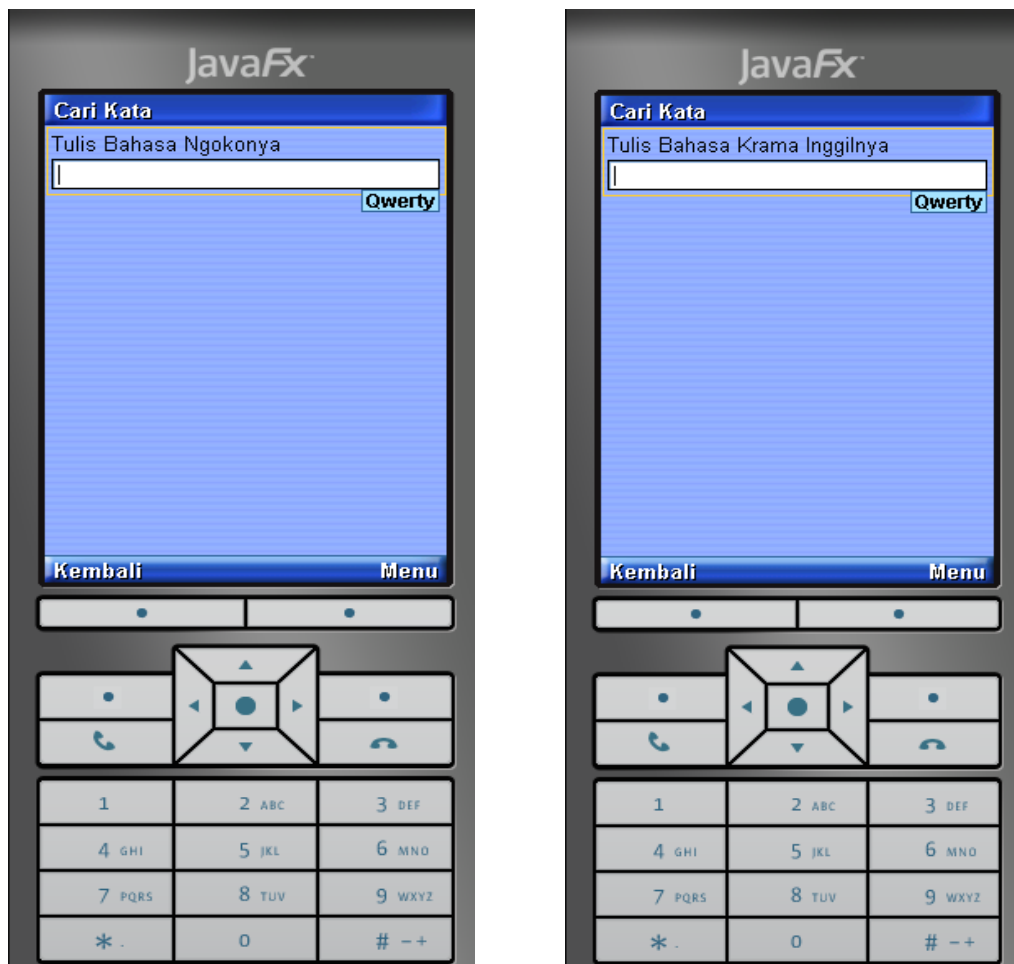 JavaFx
Cari Kata
Tulis Bahasa Ngokonya
Qwerty
Kembali Menu
1 2 ABC 3 DEF
4 GHI 5 JKL 6 MNO
7 PQRS 8 TUV 9 WXYZ
* . 0 # - +
JavaFx
Cari Kata
Tulis Bahasa Krama Inggilnya
Qwerty
Kembali Menu
1 2 ABC 3 DEF
4 GHI 5 JKL 6 MNO
7 PQRS 8 TUV 9 WXYZ
* . 0 # - +